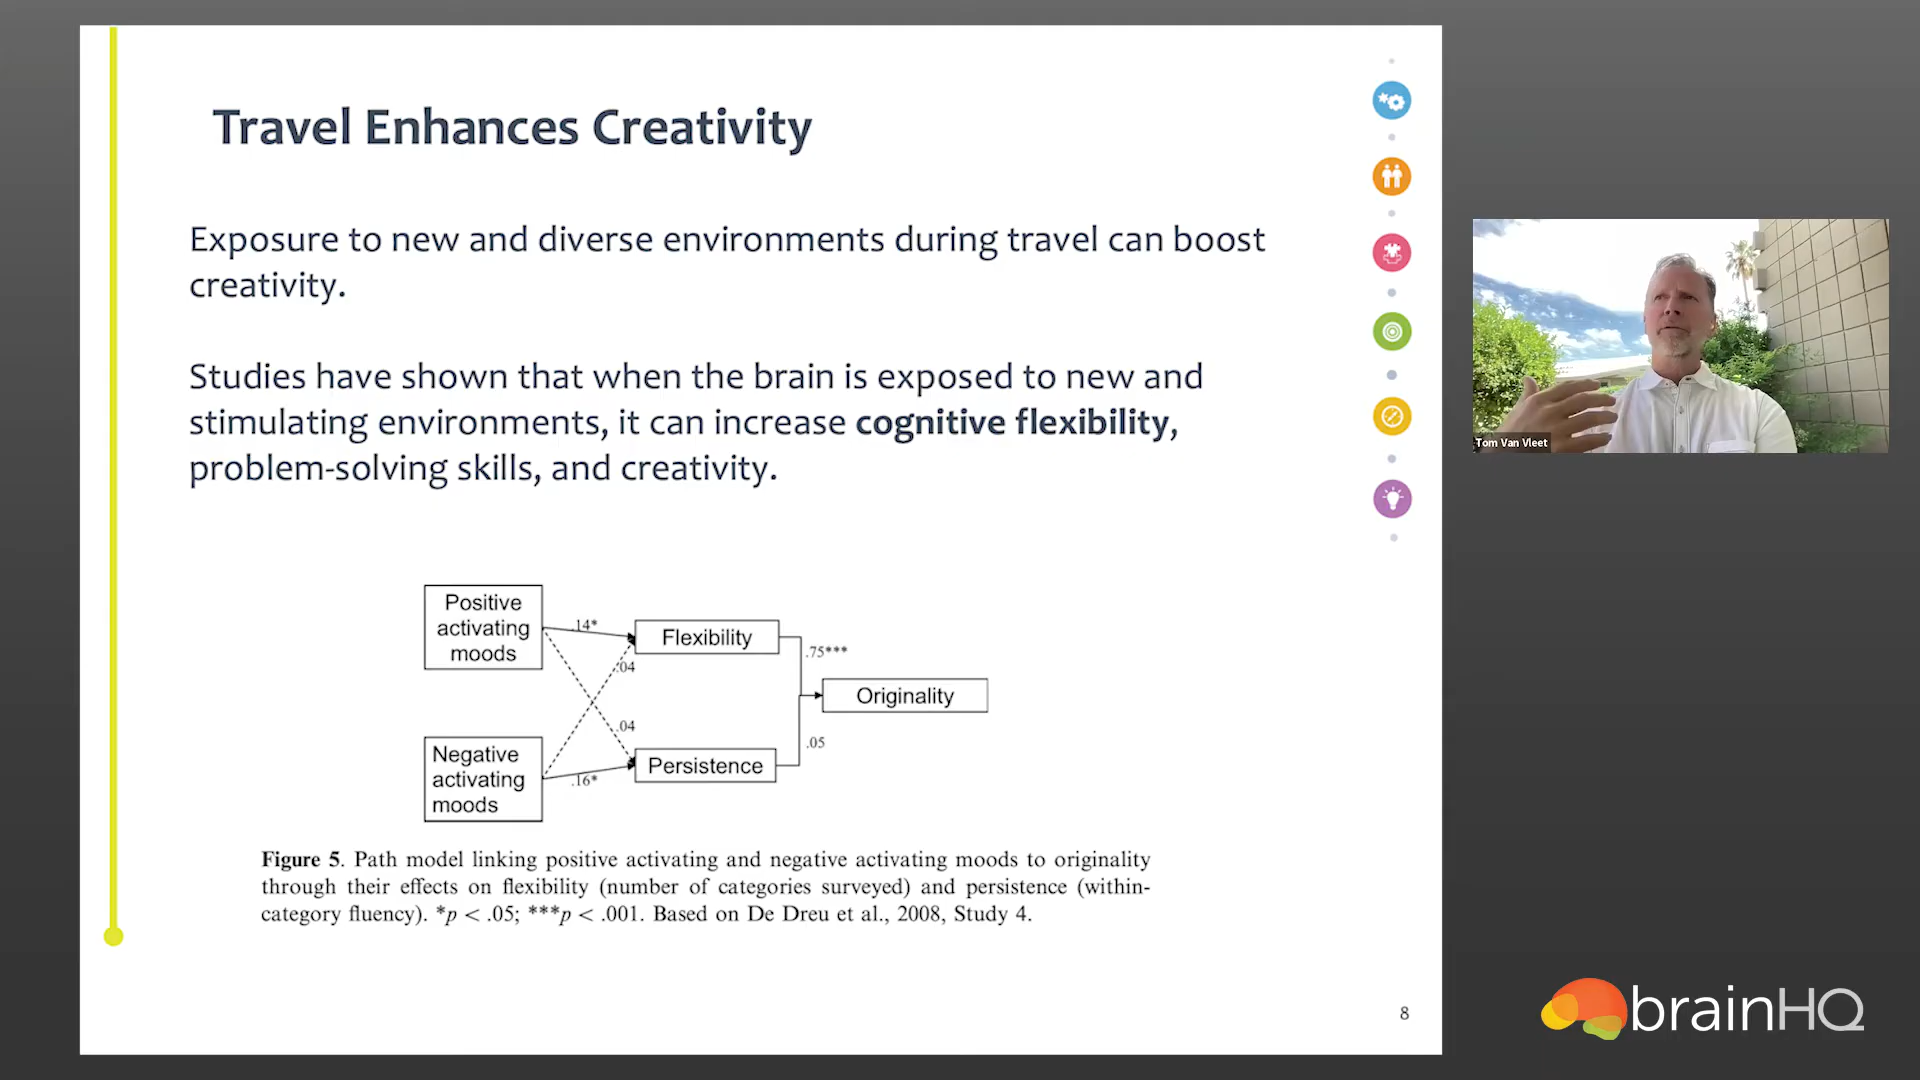 Travel Enhances Creativity
Exposure to new and diverse environments during travel can boost
creativity.
Studies have shown that when the brain is exposed to new and
stimulating environments, it can increase cognitive flexibility,
problem-solving skills, and creativity.
Positive
activating
moods
.14*
Flexibility
.04
.75***
Originality
.04
.05
Negative
activating
moods
.16*
Persistence
Figure 5. Path model linking positive activating and negative activating moods to originality
through their effects on flexibility (number of categories surveyed) and persistence (within-
category fluency). *p < .05; ***p < .001. Based on De Dreu et al., 2008, Study 4.
8
Tom Van Vleet
brainHQ